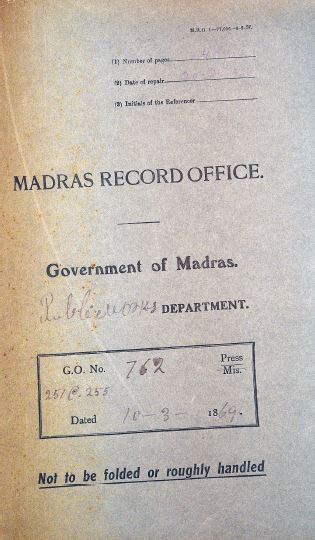 (1) Number of pages
(2) Date of repair
(3) Initials of the Referencer
MADRAS RECORD OFFICE.
Government of Madras.
Public works DEPARTMENT.
G.O. No. 762 Press
Mis.
251 P. 255
Dated 10-3- 1869.
Not to be folded or roughly handled